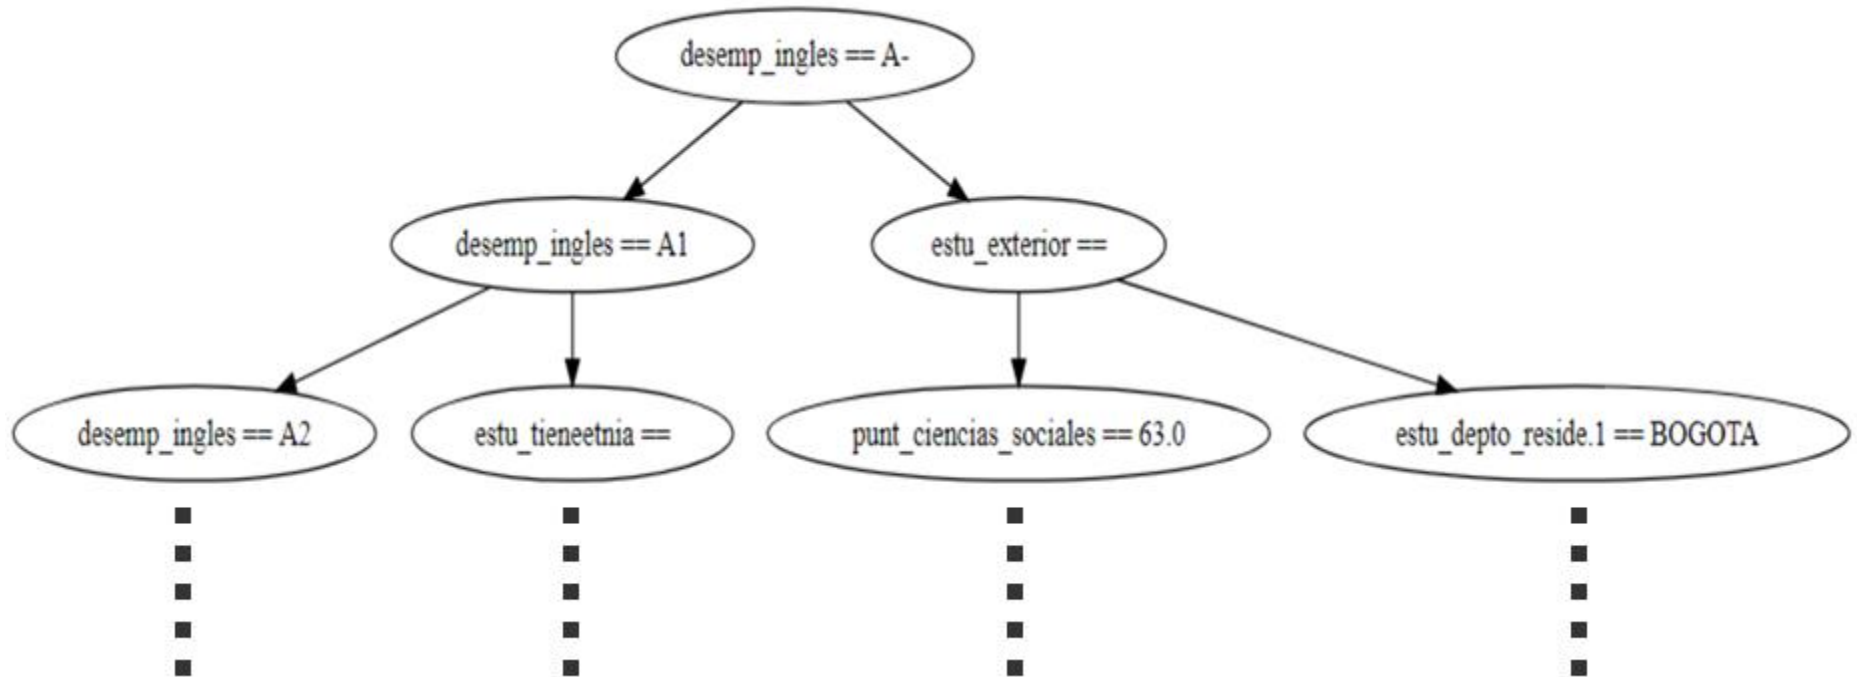 desemp_ingles == A-
desemp_ingles == A1
estu_exterior ==
desemp_ingles == A2
estu_tieneetnia ==
punt_ciencias_sociales == 63.0
estu_depto_reside.1 == BOGOTA